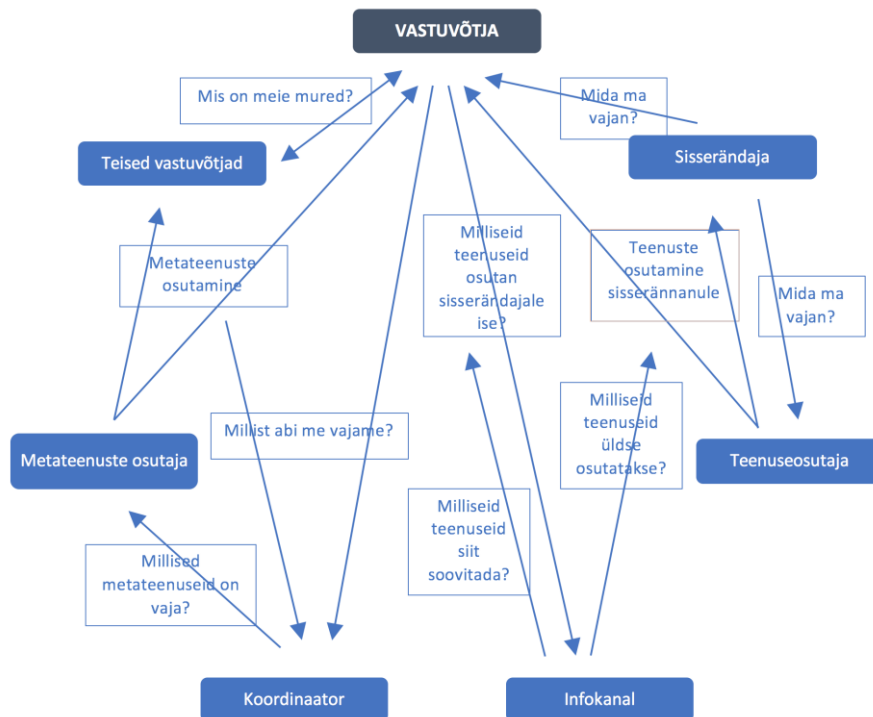 VASTUVÕTJA
Mis on meie mured?
Mida ma
vajan?
Teised vastuvõtjad
Sisserändaja
Metateenuste
osutamine
Milliseid
teenuseid
osutan
sisserändajale
ise?
Teenuste
osutamine
sisserännanule
Mida ma
vajan?
Millist abi me vajame?
Milliseid
teenuseid
üldse
osutatakse?
Metateenuste osutaja
Teenuseosutaja
Milliseid
teenuseid
siit
soovitada?
Millised
metateenuseid on
vaja?
Koordinaator
Infokanal